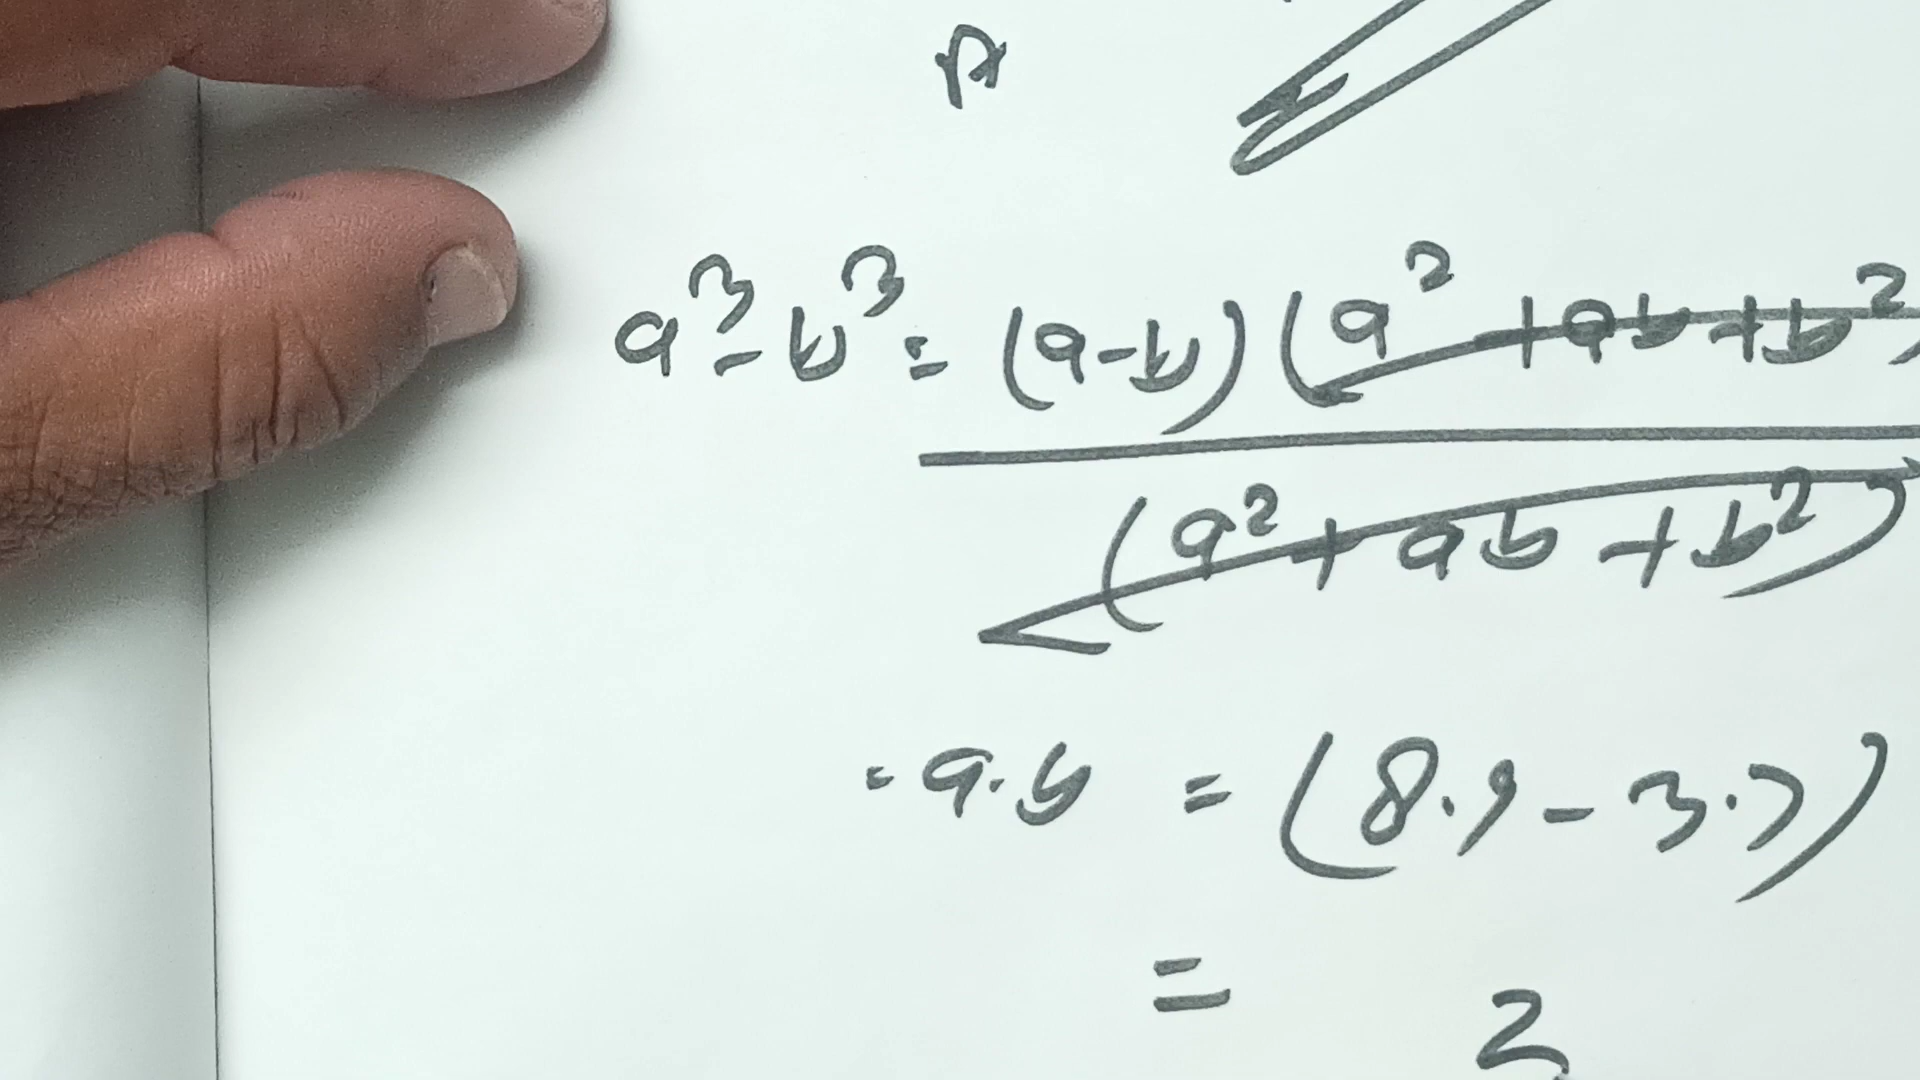 a³-b³= (a-b)(a²+ab+b²)
(a²+ab+b²)
= a-b = (8.9-3.7)
=